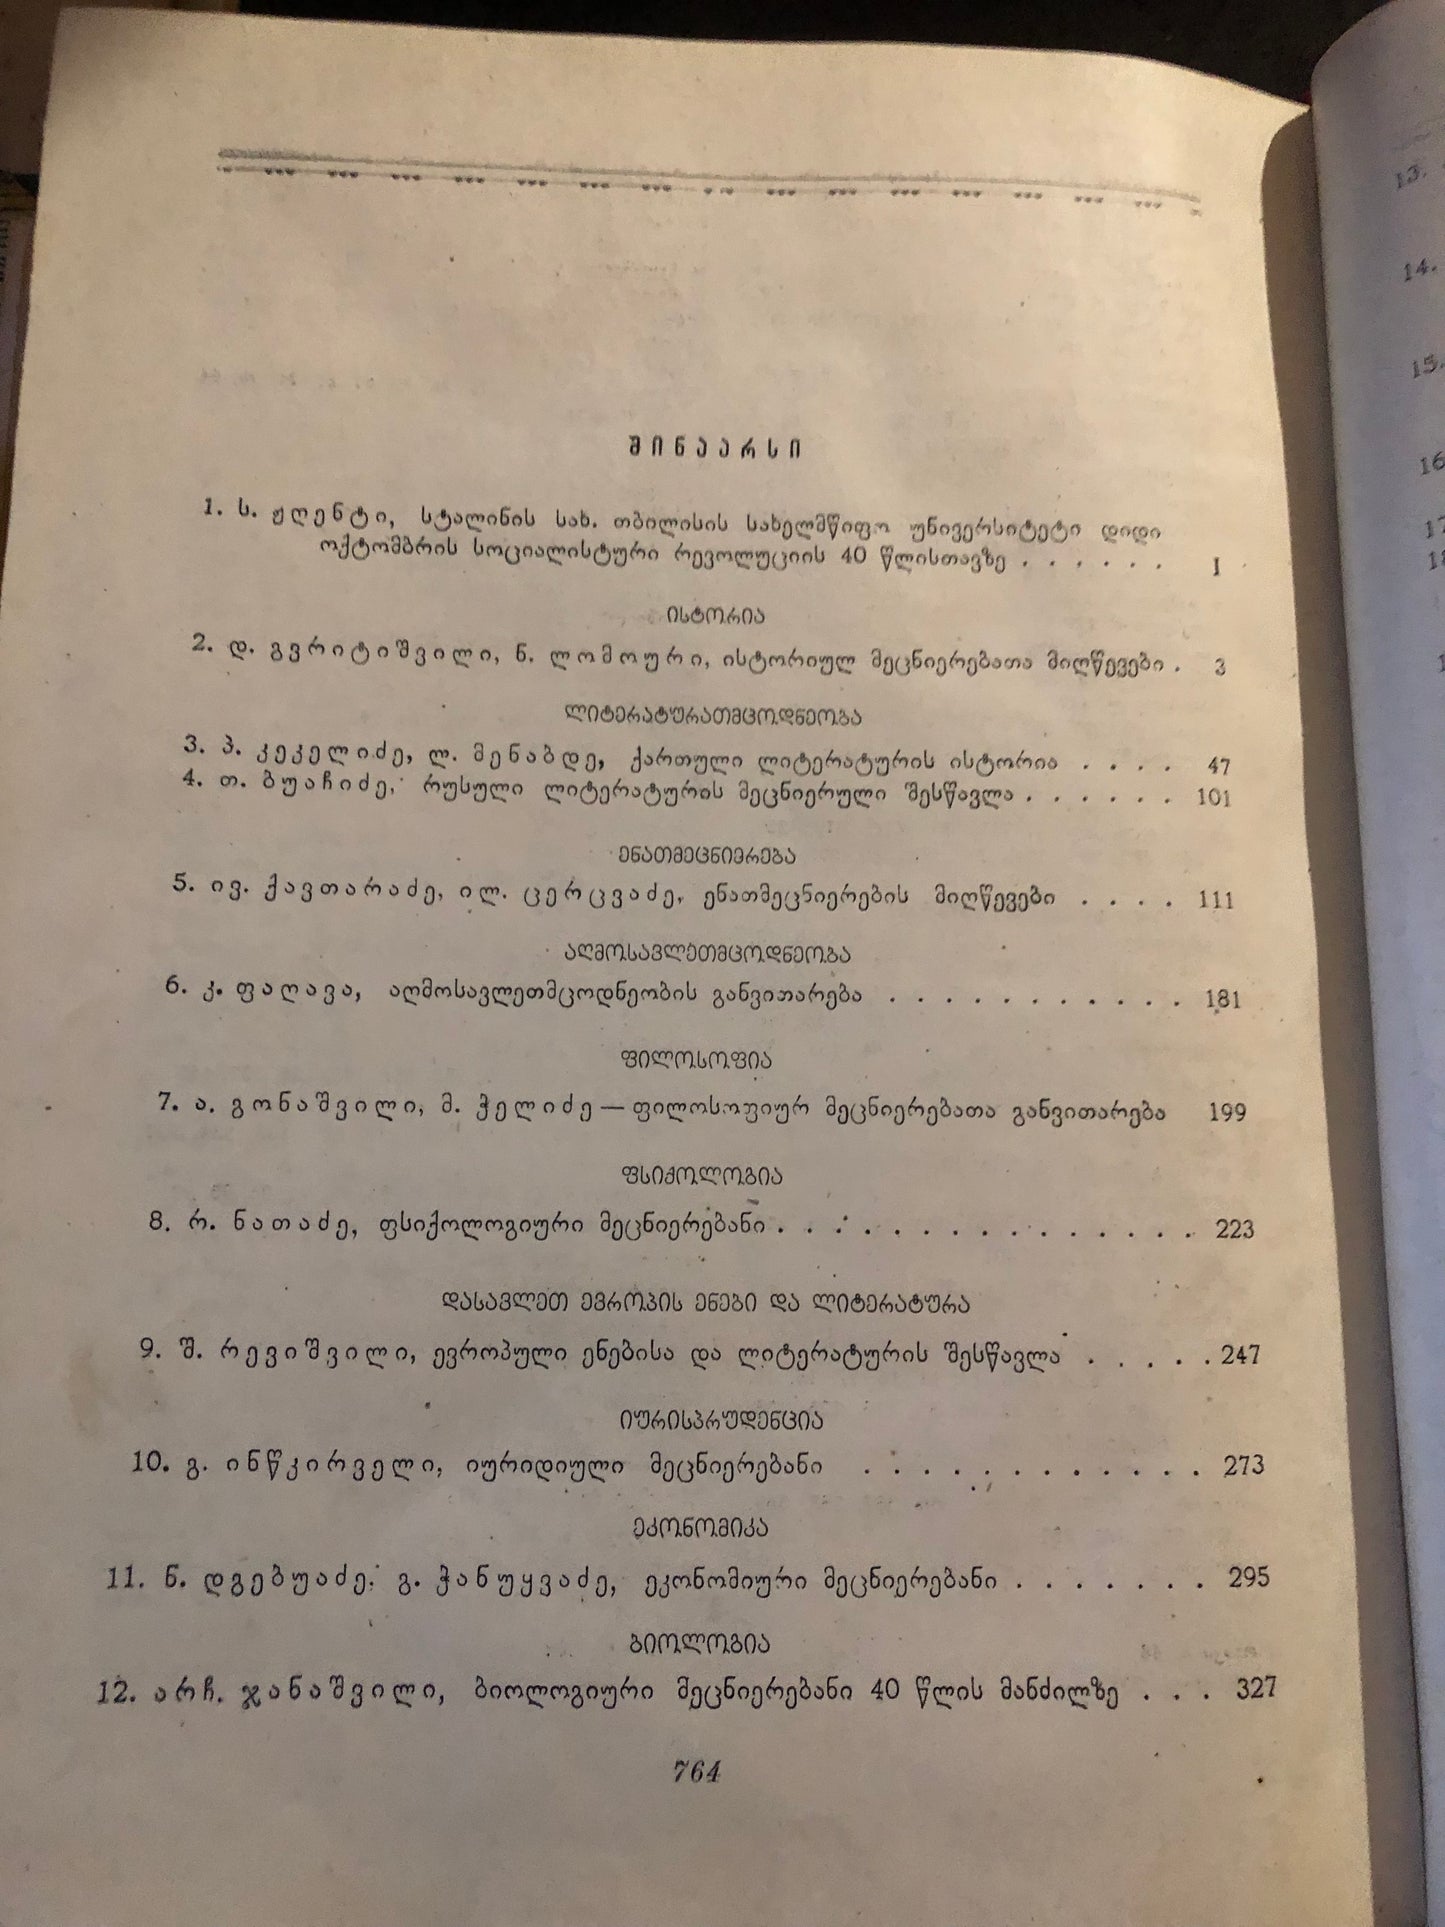 შინაარსი
1. ს. ჟღენტი, სტალინის სახ. თბილისის სახელმწიფო უნივერსიტეტი დიდი
ოქტომბრის სოციალისტური რევოლუციის 40 წლისთავზე . . . . . . I
ისტორია
2. დ. გვრიტიშვილი, ნ. ლომოური, ისტორიულ მეცნიერებათა მიღწევები . 3
ლიტერატურათმცოდნეობა
3. პ. კეკელიძე, ლ. მენაბდე, ქართული ლიტერატურის ისტორია . . . . 47
4. თ. ბუაჩიძე, რუსული ლიტერატურის მეცნიერული შესწავლა . . . . . . 101
ენათმეცნიერება
5. ივ. ქავთარაძე, ილ. ცერცვაძე, ენათმეცნიერების მიღწევები . . . . 111
აღმოსავლეთმცოდნეობა
6. კ. ფაღავა, აღმოსავლეთმცოდნეობის განვითარება . . . . . . . . . . . 181
ფილოსოფია
7. ა. გონაშვილი, მ. ჭელიძე — ფილოსოფიურ მეცნიერებათა განვითარება 199
ფსიქოლოგია
8. რ. ნათაძე, ფსიქოლოგიური მეცნიერებანი . . . . . . . . . . . . . . . 223
დასავლეთ ევროპის ენები და ლიტერატურა
9. შ. რევიშვილი, ევროპული ენებისა და ლიტერატურის შესწავლა . . . . . 247
იურისპრუდენცია
10. გ. ინწკირველი, იურიდიული მეცნიერებანი . . . . . . . . . . . . 273
ეკონომიკა
11. ნ. დგებუაძე, გ. ჭანუყვაძე, ეკონომიური მეცნიერებანი . . . . . . . 295
ბიოლოგია
12. არჩ. ჯანაშვილი, ბიოლოგიური მეცნიერებანი 40 წლის მანძილზე . . . 327
764
13.
14.
15.
16